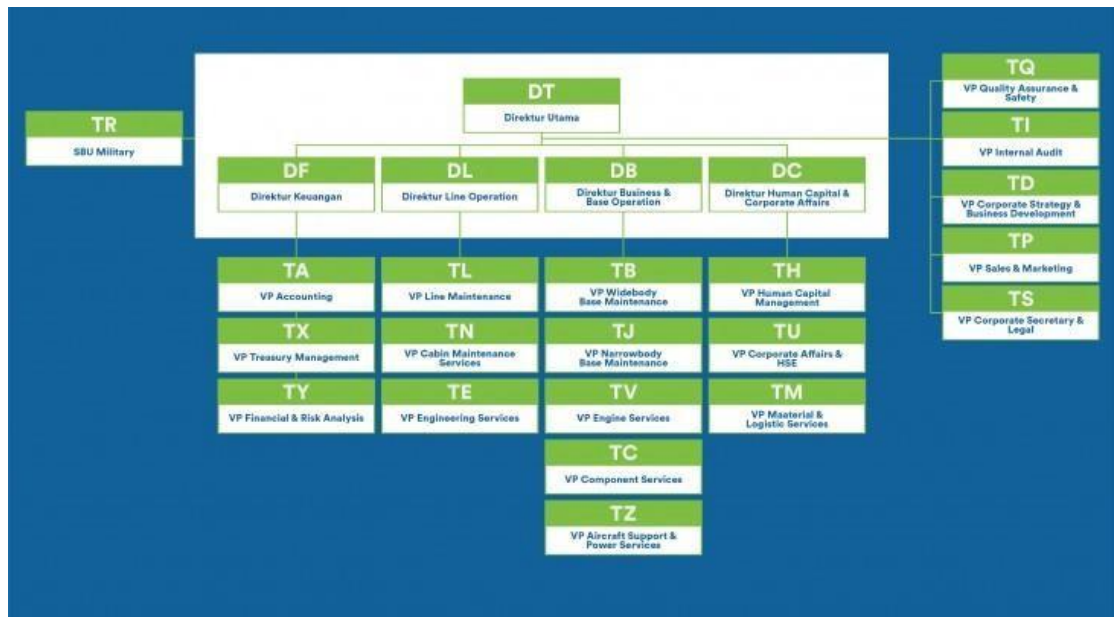 DT
Direktur Utama
TR
SBU Military
DF
Direktur Keuangan
DL
Direktur Line Operation
DB
Direktur Business &
Base Operation
DC
Direktur Human Capital &
Corporate Affairs
TA
VP Accounting
TX
VP Treasury Management
TY
VP Financial & Risk Analysis
TL
VP Line Maintenance
TN
VP Cabin Maintenance
Services
TE
VP Engineering Services
TB
VP Widebody
Base Maintenance
TJ
VP Narrowbody
Base Maintenance
TV
VP Engine Services
TC
VP Component Services
TZ
VP Aircraft Support &
Power Services
TH
VP Human Capital
Management
TU
VP Corporate Affairs &
HSE
TM
VP Maaterial &
Logistic Services
TQ
VP Quality Assurance &
Safety
TI
VP Internal Audit
TD
VP Corporate Strategy &
Business Development
TP
VP Sales & Marketing
TS
VP Corporate Secretary &
Legal